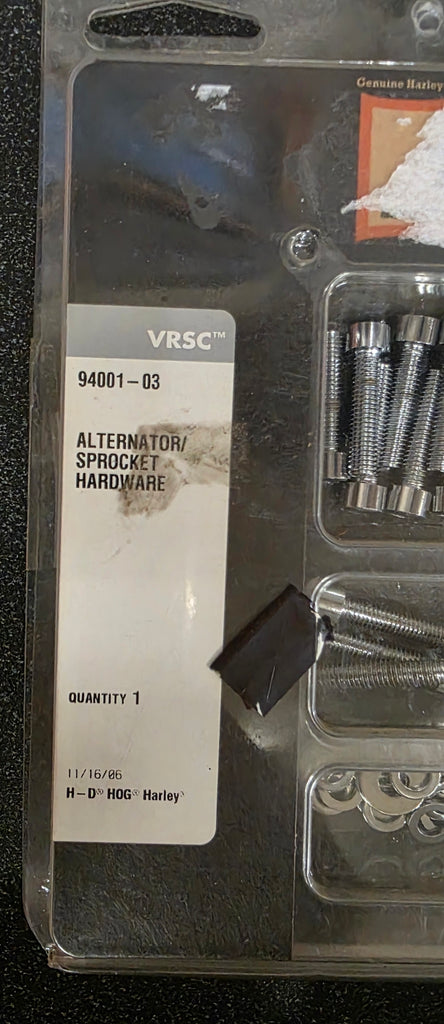 Genuine Harley
VRSC™
94001-03
ALTERNATOR/
SPROCKET
HARDWARE
QUANTITY 1
11/16/06
H-D® HOG® Harley®